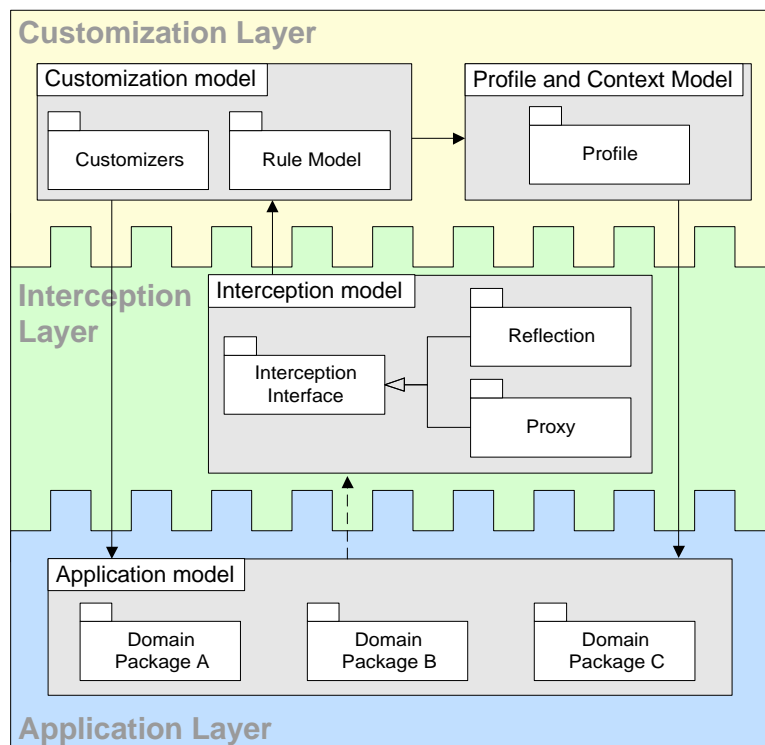 Customization Layer
Customization model
Profile and Context Model
Customizers
Rule Model
Profile
Interception
Layer
Interception model
Reflection
Interception
Interface
Proxy
Application model
Domain
Package A
Domain
Package B
Domain
Package C
Application Layer